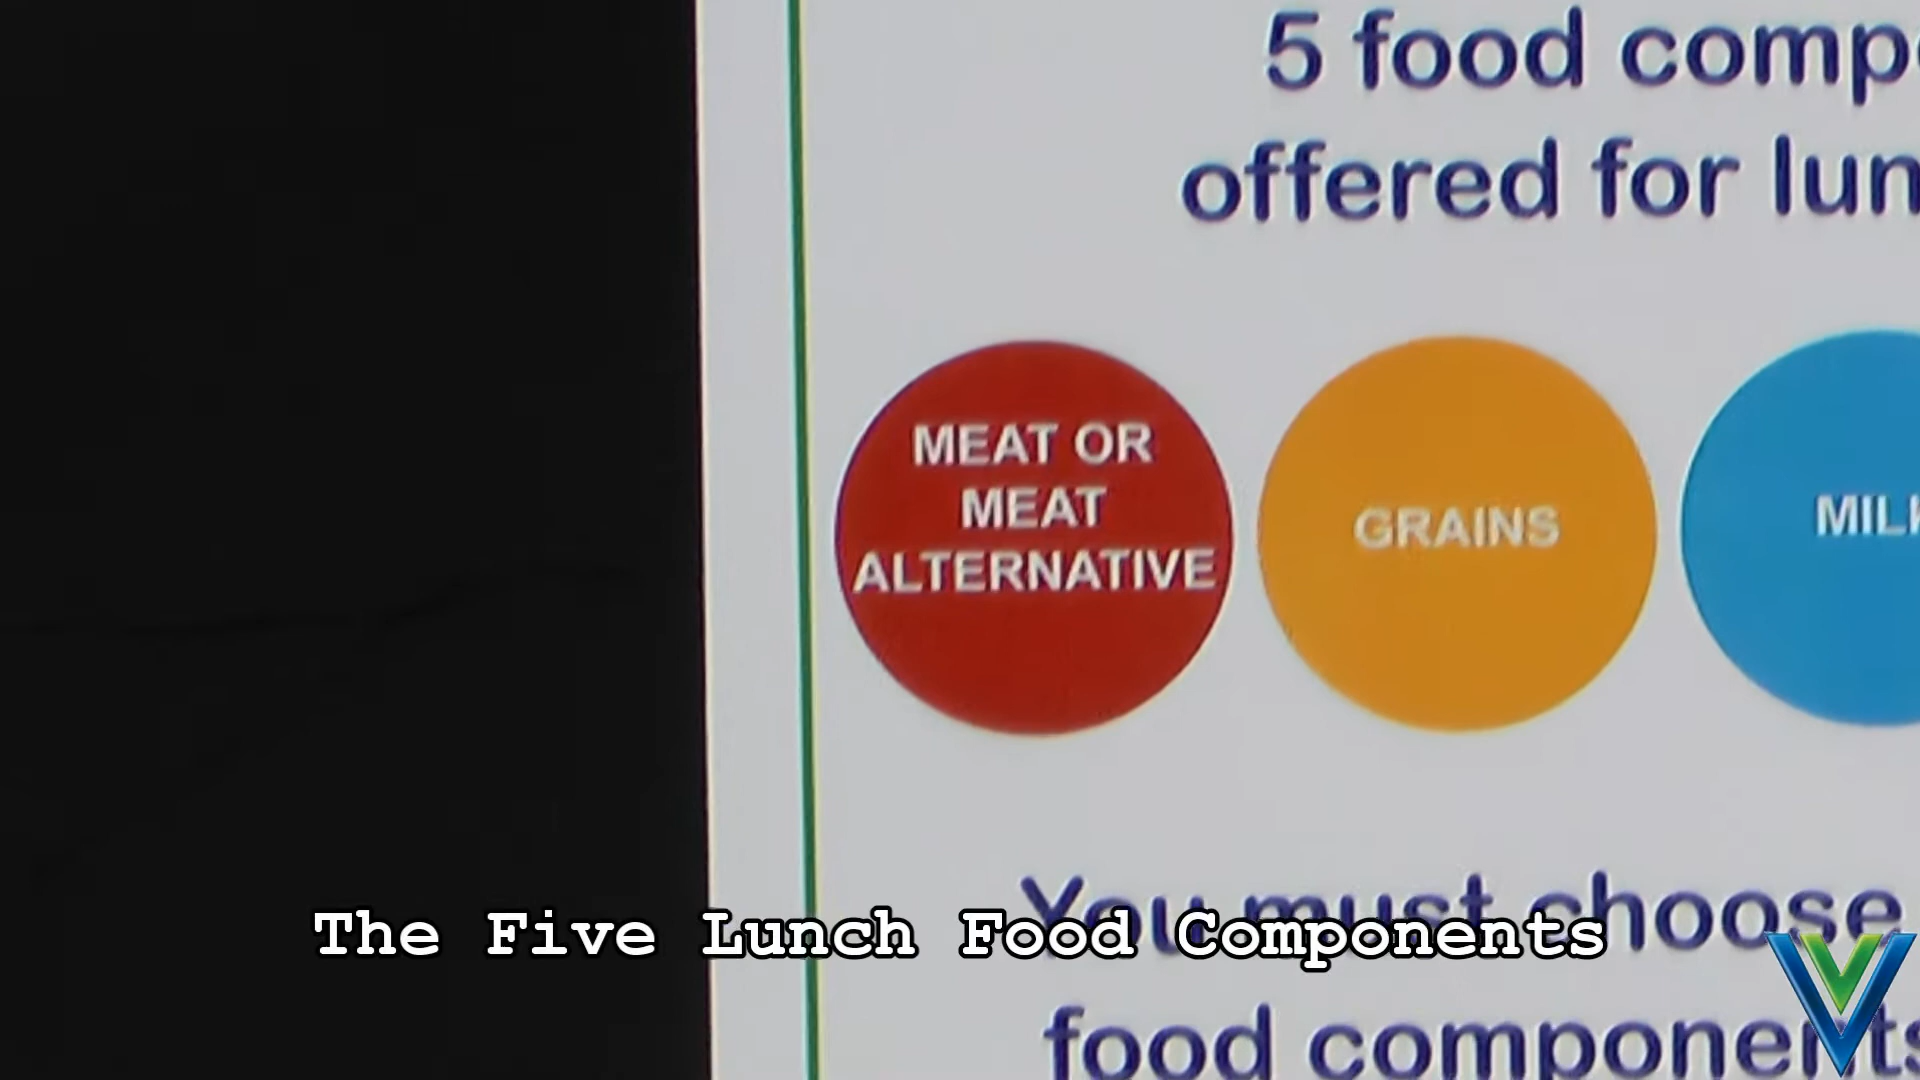 5 food comp
offered for lun
MEAT OR
MEAT
ALTERNATIVE
GRAINS
MILK
You must choose
food components
The Five Lunch Food Components